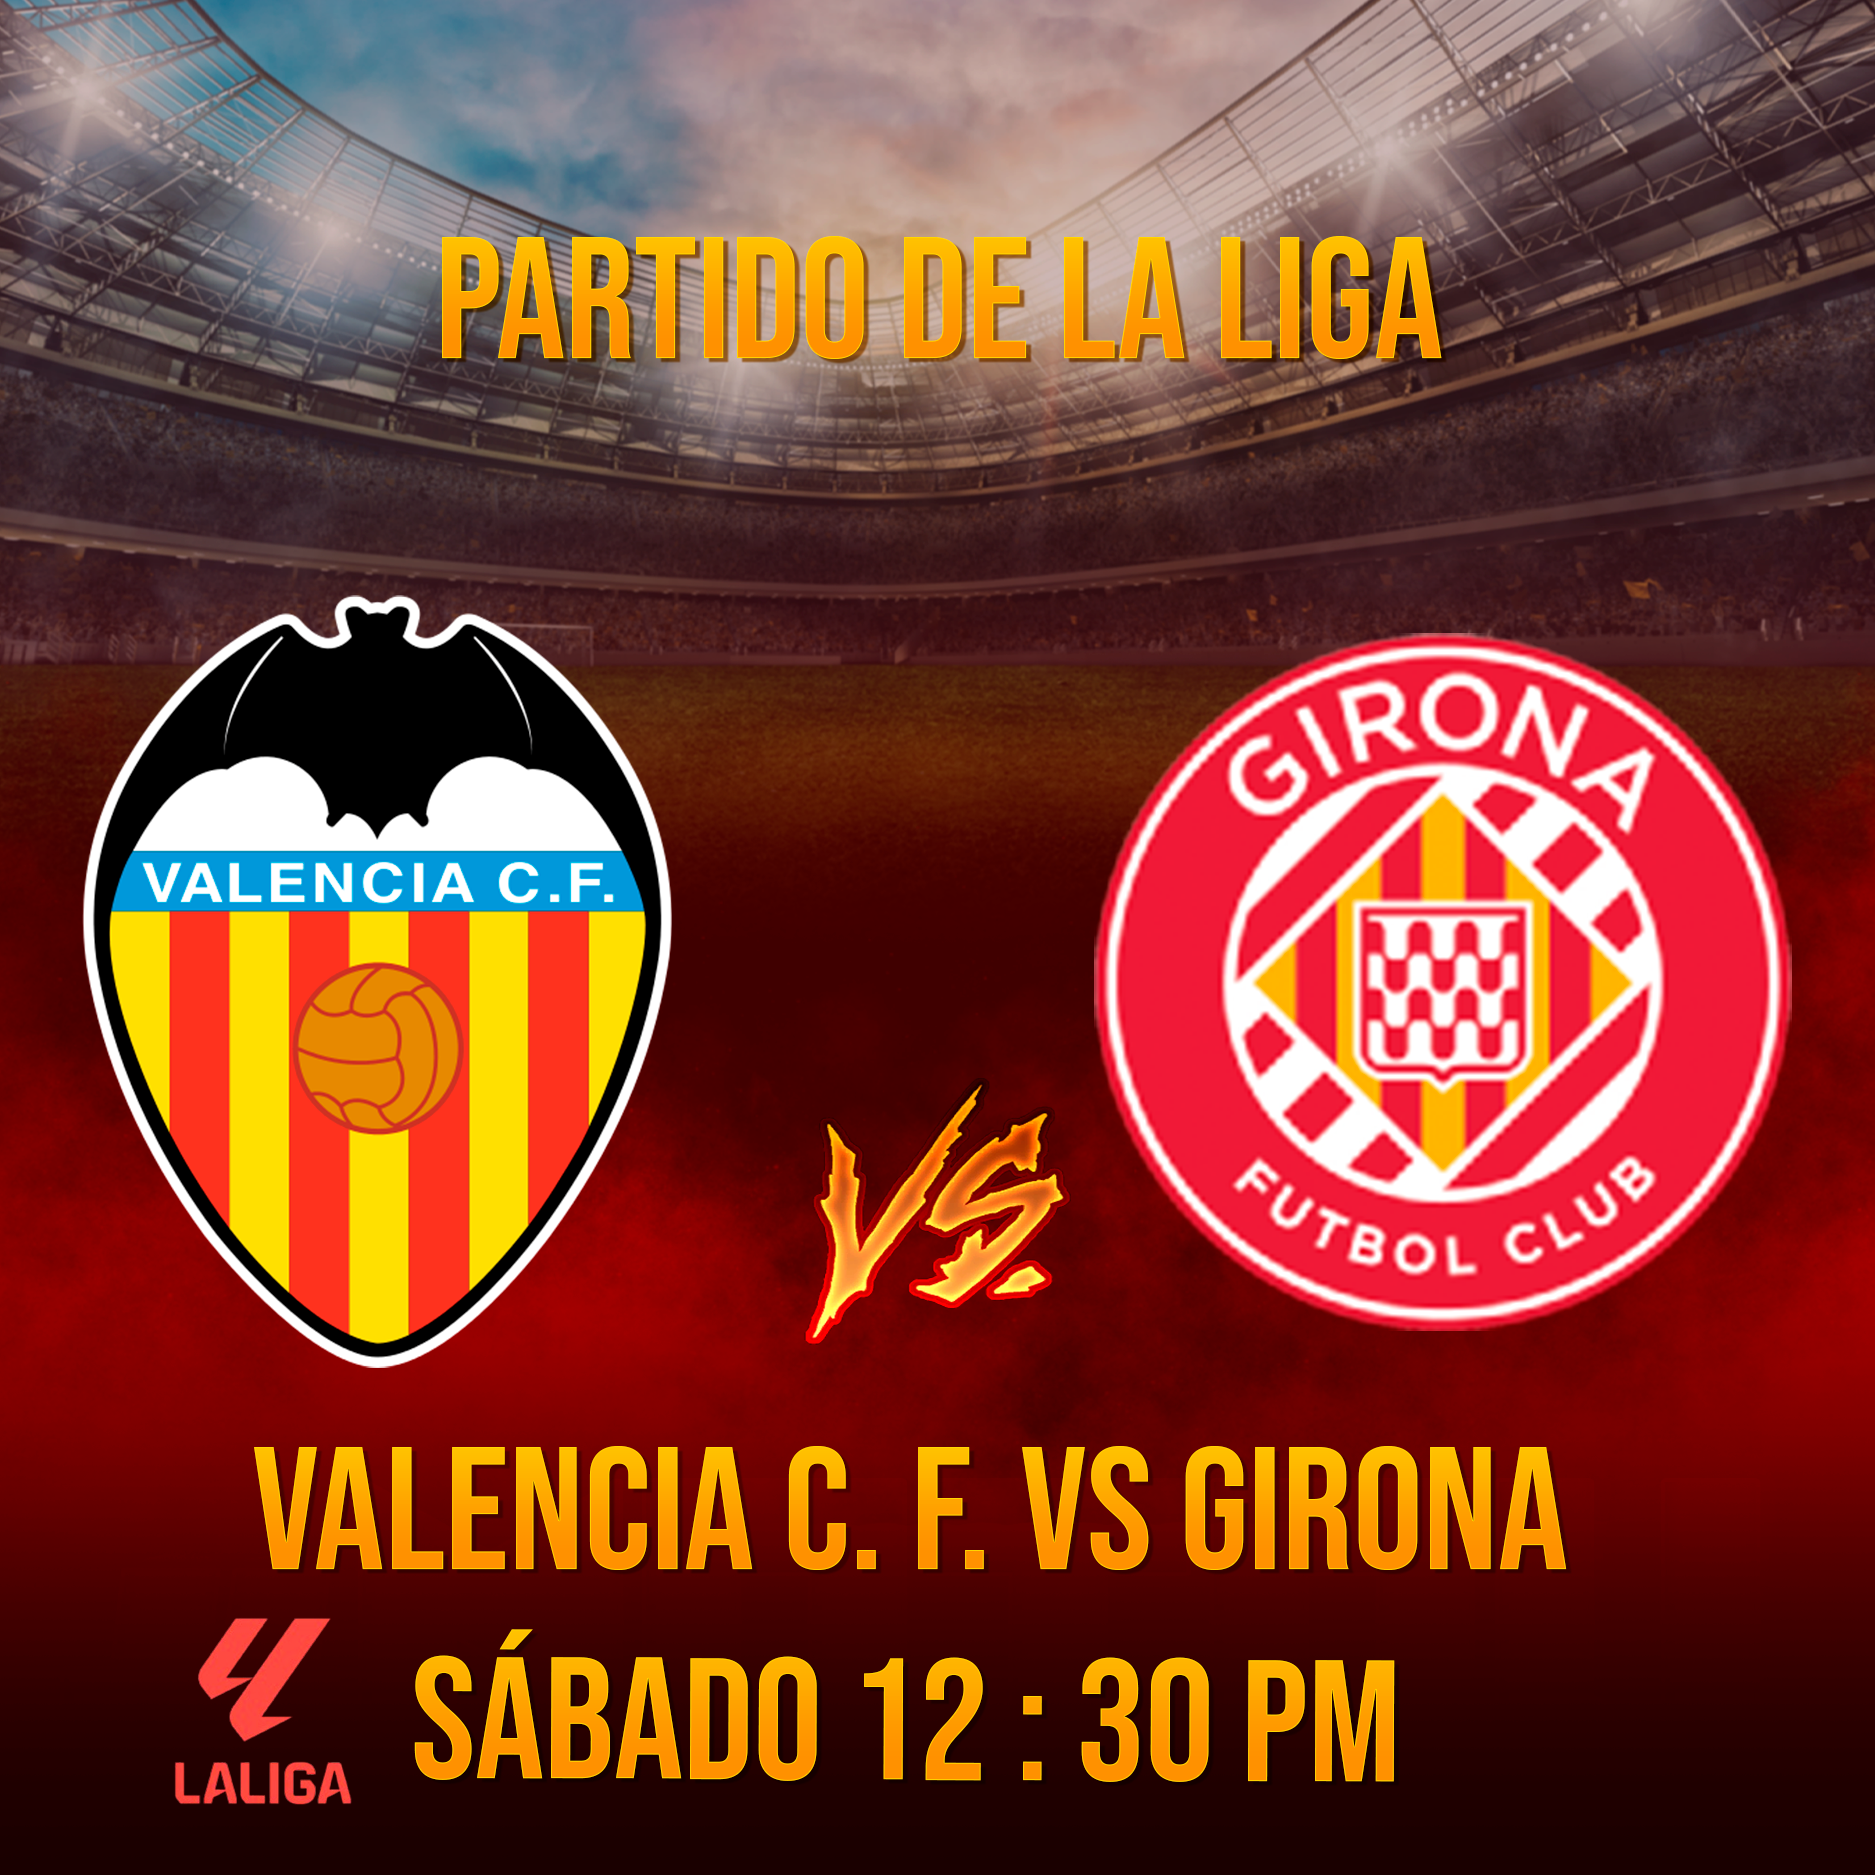 PARTIDO DE LA LIGA
VALENCIA C.F.
GIRONA
FUTBOL CLUB
VS.
VALENCIA C. F. VS GIRONA
SÁBADO 12 : 30 PM
LALIGA